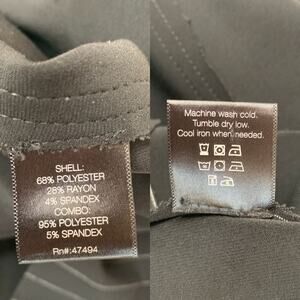 SHELL:
68% POLYESTER
28% RAYON
4% SPANDEX
COMBO:
95% POLYESTER
5% SPANDEX
Rn#:47494
Machine wash cold.
Tumble dry low.
Cool iron when needed.